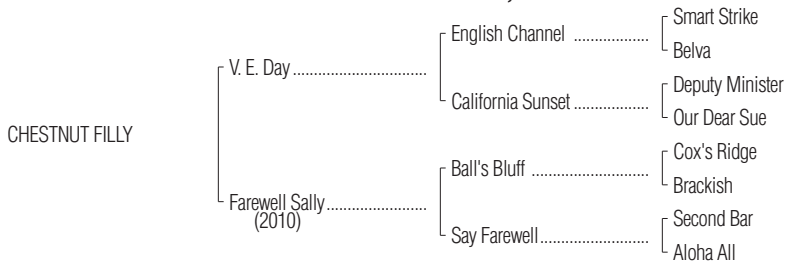 Smart Strike
English Channel ..................
Belva
V. E. Day ..............................
Deputy Minister
California Sunset .................
Our Dear Sue
CHESTNUT FILLY
Cox's Ridge
Ball's Bluff ..........................
Brackish
Farewell Sally ......................
(2010)
Second Bar
Say Farewell ........................
Aloha All